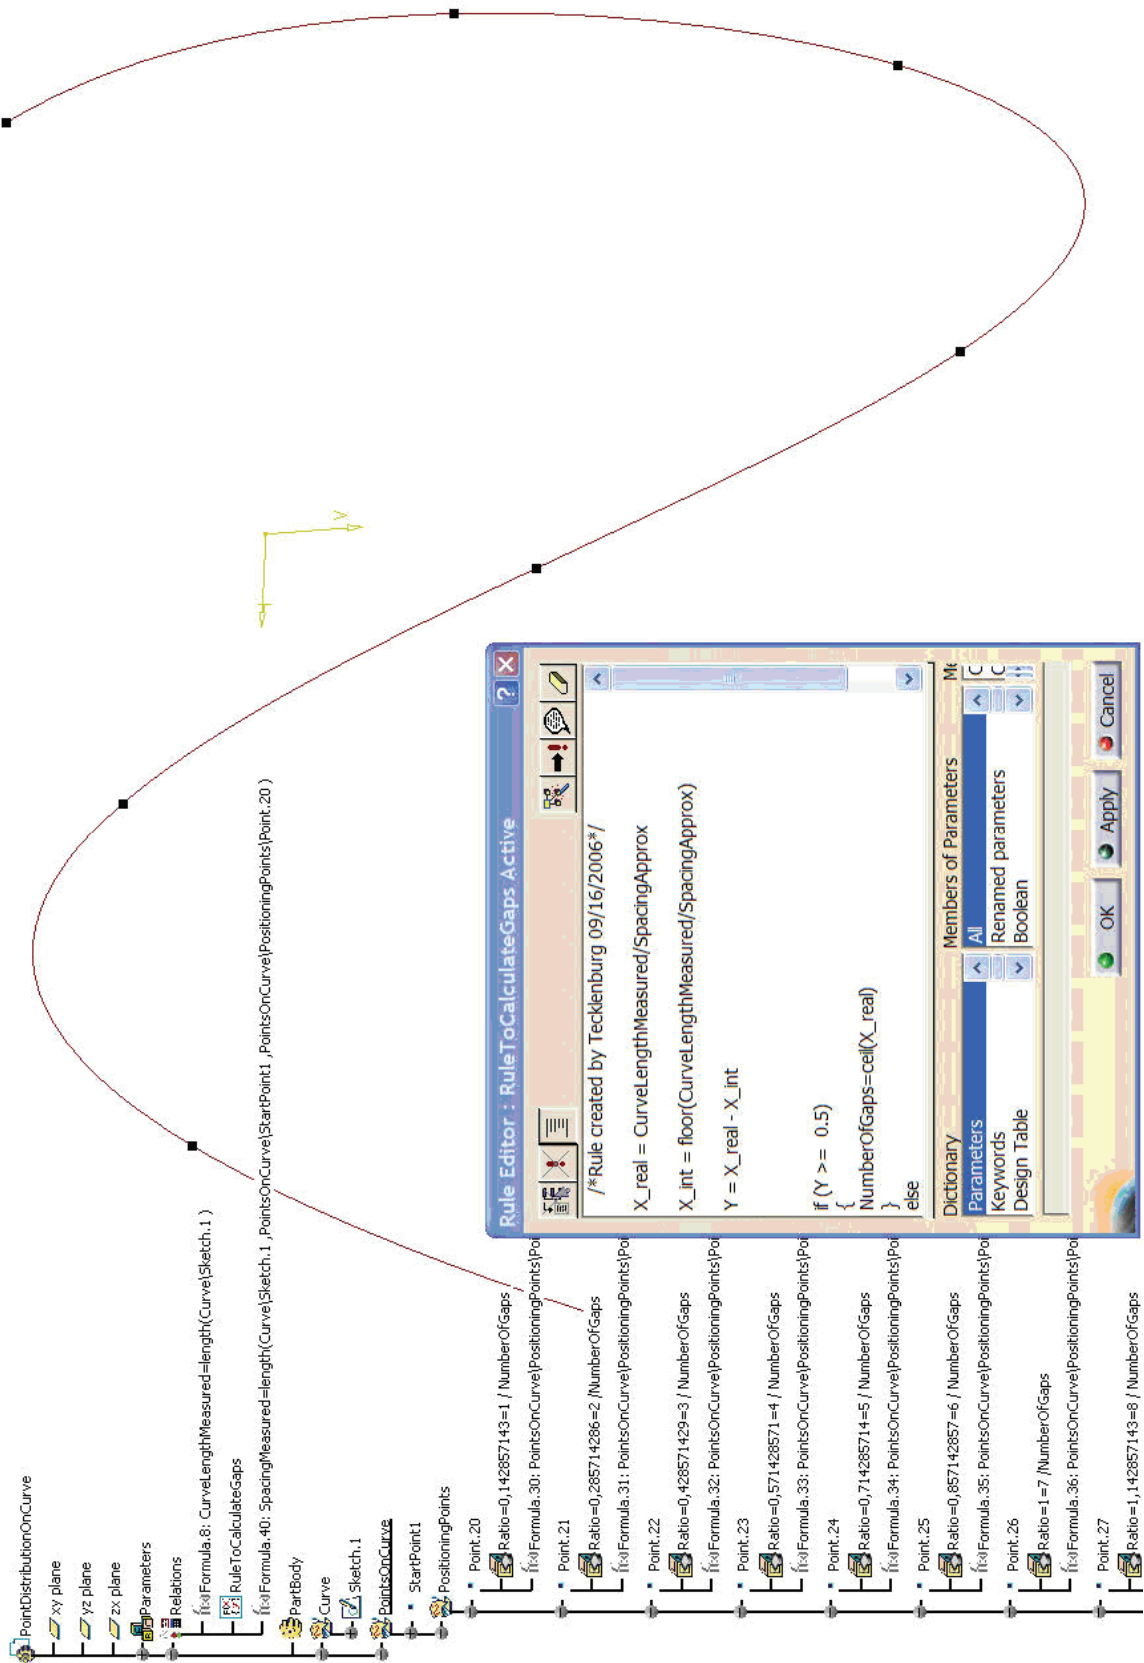 PointDistributionOnCurve
xy plane
yz plane
zx plane
Parameters
Relations
f(x) Formula.8: CurveLengthMeasured=length(Curve\Sketch.1 )
RuleToCalculateGaps
f(x) Formula.40: SpacingMeasured=length(Curve\Sketch.1 ,PointsOnCurve\StartPoint1 ,PointsOnCurve\PositioningPoints\Point.20 )
PartBody
Curve
Sketch.1
PointsOnCurve
StartPoint1
PositioningPoints
Point.20
Ratio=0,142857143=1 / NumberOfGaps
f(x) Formula.30: PointsOnCurve\PositioningPoints\Poi
Point.21
Ratio=0,285714286=2 /NumberOfGaps
f(x) Formula.31: PointsOnCurve\PositioningPoints\Poi
Point.22
Ratio=0,428571429=3 / NumberOfGaps
f(x) Formula.32: PointsOnCurve\PositioningPoints\Poi
Point.23
Ratio=0,571428571=4 / NumberOfGaps
f(x) Formula.33: PointsOnCurve\PositioningPoints\Poi
Point.24
Ratio=0,714285714=5 / NumberOfGaps
f(x) Formula.34: PointsOnCurve\PositioningPoints\Poi
Point.25
Ratio=0,857142857=6 / NumberOfGaps
f(x) Formula.35: PointsOnCurve\PositioningPoints\Poi
Point.26
Ratio=1=7 /NumberOfGaps
f(x) Formula.36: PointsOnCurve\PositioningPoints\Poi
Point.27
Ratio=1,142857143=8 / NumberOfGaps
Rule Editor : RuleToCalculateGaps Active
/*Rule created by Tecklenburg 09/16/2006*/
X_real = CurveLengthMeasured/SpacingApprox
X_int = floor(CurveLengthMeasured/SpacingApprox)
Y = X_real - X_int
if (Y >= 0.5)
{
NumberOfGaps=ceil(X_real)
}
else
Dictionary Members of Parameters Me
Parameters All
Keywords Renamed parameters
Design Table Boolean
OK Apply Cancel
V